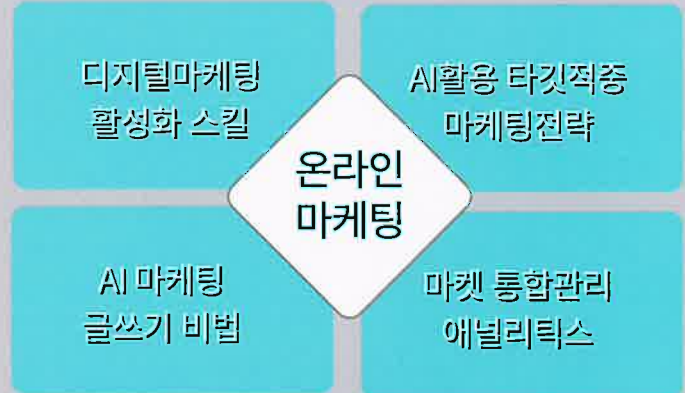 디지털마케팅
활성화 스킬
AI활용 타깃적중
마케팅전략
온라인
마케팅
AI 마케팅
글쓰기 비법
마켓 통합관리
애널리틱스